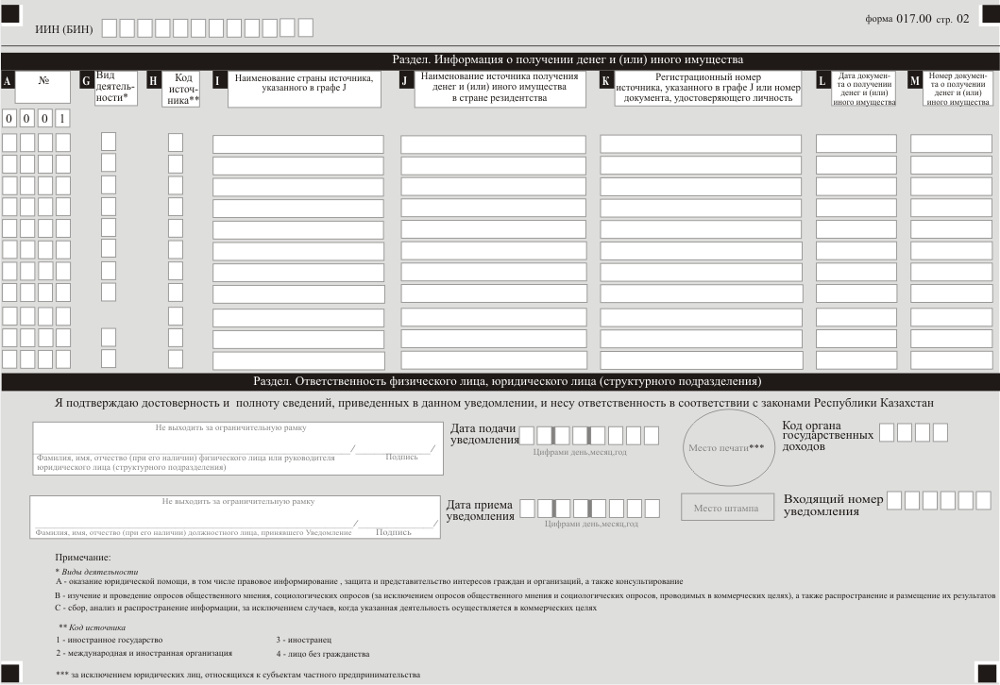 ИИН (БИН)
форма 017.00 стр. 02
Раздел. Информация о получении денег и (или) иного имущества
A
№
G
Вид
деятель-
ности*
H
Код
источ-
ника**
I
Наименование страны источника,
указанного в графе J
J
Наименование источника получения
денег и (или) иного имущества
в стране резидентства
K
Регистрационный номер
источника, указанного в графе J или номер
документа, удостоверяющего личность
L
Дата докумен-
та о получении
денег и (или)
иного имущества
M
Номер докумен-
та о получении
денег и (или)
иного имущества
0 0 0 1
Раздел. Ответственность физического лица, юридического лица (структурного подразделения)
Я подтверждаю достоверность и полноту сведений, приведенных в данном уведомлении, и несу ответственность в соответствии с законами Республики Казахстан
Не выходить за ограничительную рамку
/ /
Фамилия, имя, отчество (при его наличии) физического лица или руководителя
юридического лица (структурного подразделения)
Подпись
Дата подачи
уведомления
Цифрами день,месяц,год
Место печати***
Код органа
государственных
доходов
Не выходить за ограничительную рамку
/ /
Фамилия, имя, отчество (при его наличии) должностного лица, принявшего Уведомление
Подпись
Дата приема
уведомления
Цифрами день,месяц,год
Место штампа
Входящий номер
уведомления
Примечание:
* Виды деятельности
А - оказание юридической помощи, в том числе правовое информирование , защита и представительство интересов граждан и организаций, а также консультирование
В - изучение и проведение опросов общественного мнения, социологических опросов (за исключением опросов общественного мнения и социологических опросов, проводимых в коммерческих целях), а также распространение и размещение их результатов
С - сбор, анализ и распространение информации, за исключением случаев, когда указанная деятельность осуществляется в коммерческих целях
** Код источника
1 - иностранное государство
3 - иностранец
2 - международная и иностранная организация
4 - лицо без гражданства
*** за исключением юридических лиц, относящихся к субъектам частного предпринимательства